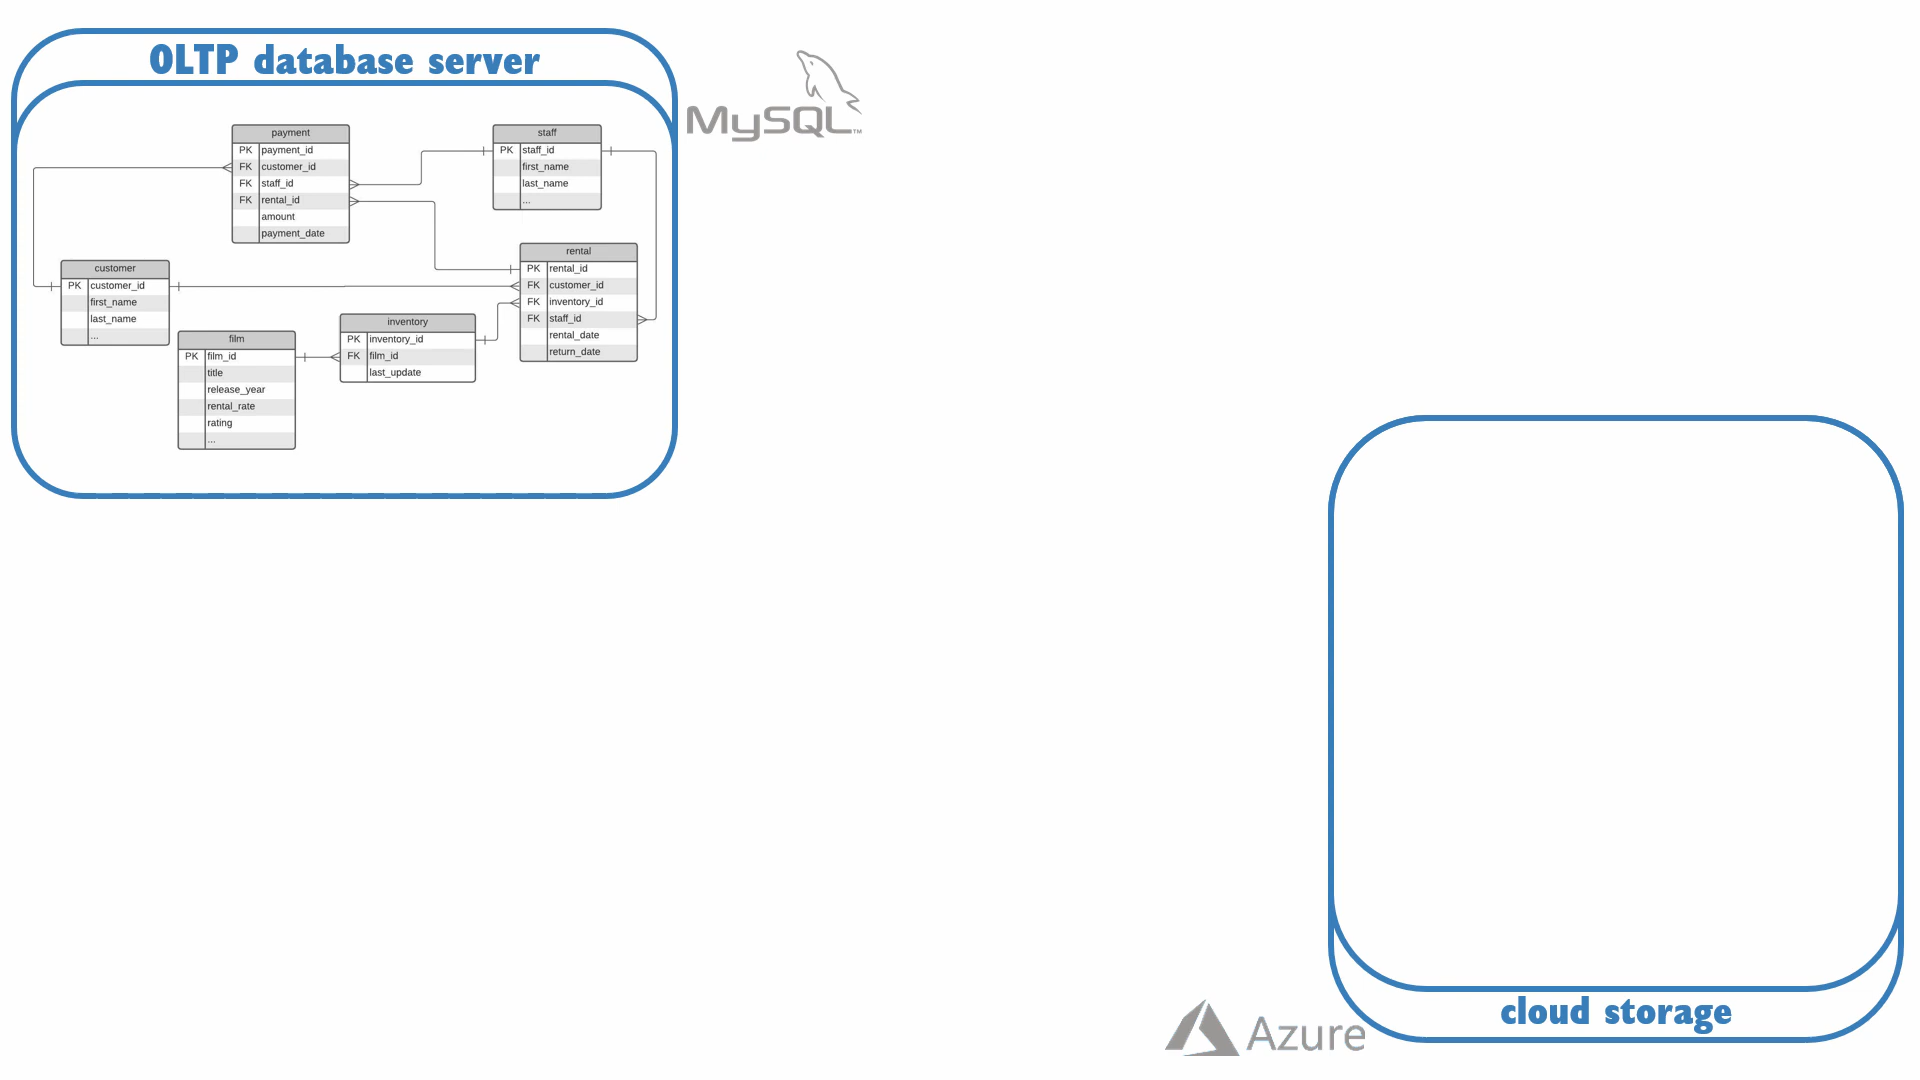 OLTP database server
MySQL™
payment
PK payment_id
FK customer_id
FK staff_id
FK rental_id
amount
payment_date
staff
PK staff_id
first_name
last_name
...
rental
PK rental_id
FK customer_id
FK inventory_id
FK staff_id
rental_date
return_date
customer
PK customer_id
first_name
last_name
...
inventory
PK inventory_id
FK film_id
last_update
film
PK film_id
title
release_year
rental_rate
rating
...
cloud storage
Azure